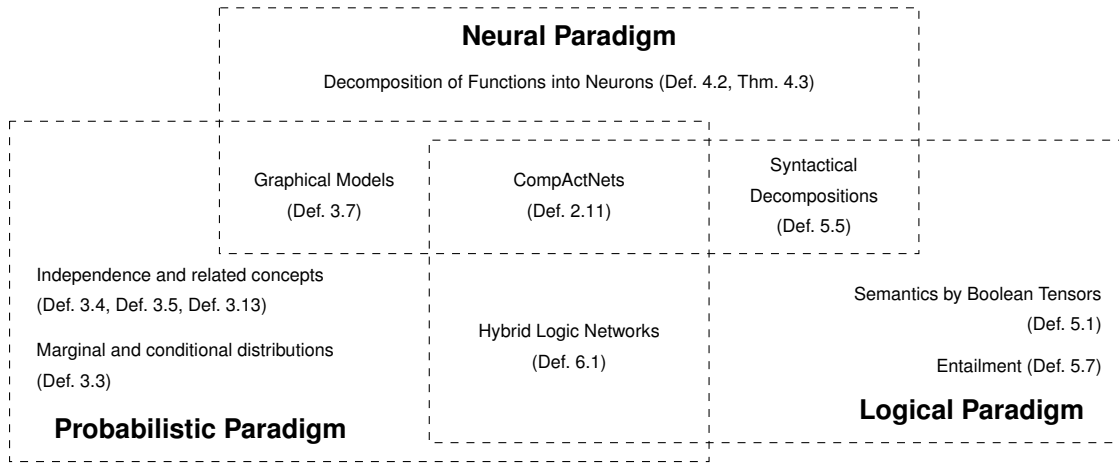 Neural Paradigm
Decomposition of Functions into Neurons (Def. 4.2, Thm. 4.3)
Graphical Models
(Def. 3.7)
CompActNets
(Def. 2.11)
Syntactical
Decompositions
(Def. 5.5)
Independence and related concepts
(Def. 3.4, Def. 3.5, Def. 3.13)
Marginal and conditional distributions
(Def. 3.3)
Probabilistic Paradigm
Hybrid Logic Networks
(Def. 6.1)
Semantics by Boolean Tensors
(Def. 5.1)
Entailment (Def. 5.7)
Logical Paradigm